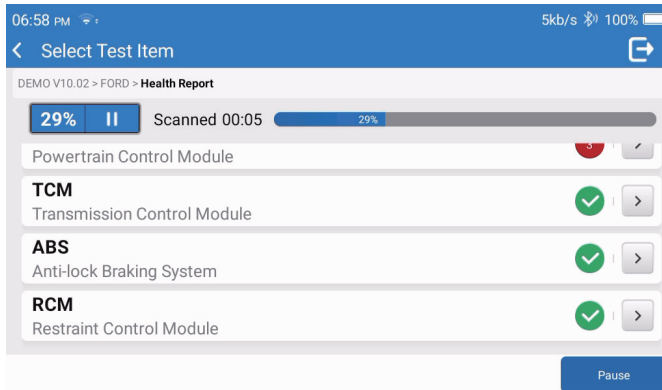 06:58 PM
5kb/s 100%
Select Test Item
DEMO V10.02 > FORD > Health Report
29% Scanned 00:05 29%
Powertrain Control Module
3
TCM
Transmission Control Module
ABS
Anti-lock Braking System
RCM
Restraint Control Module
Pause